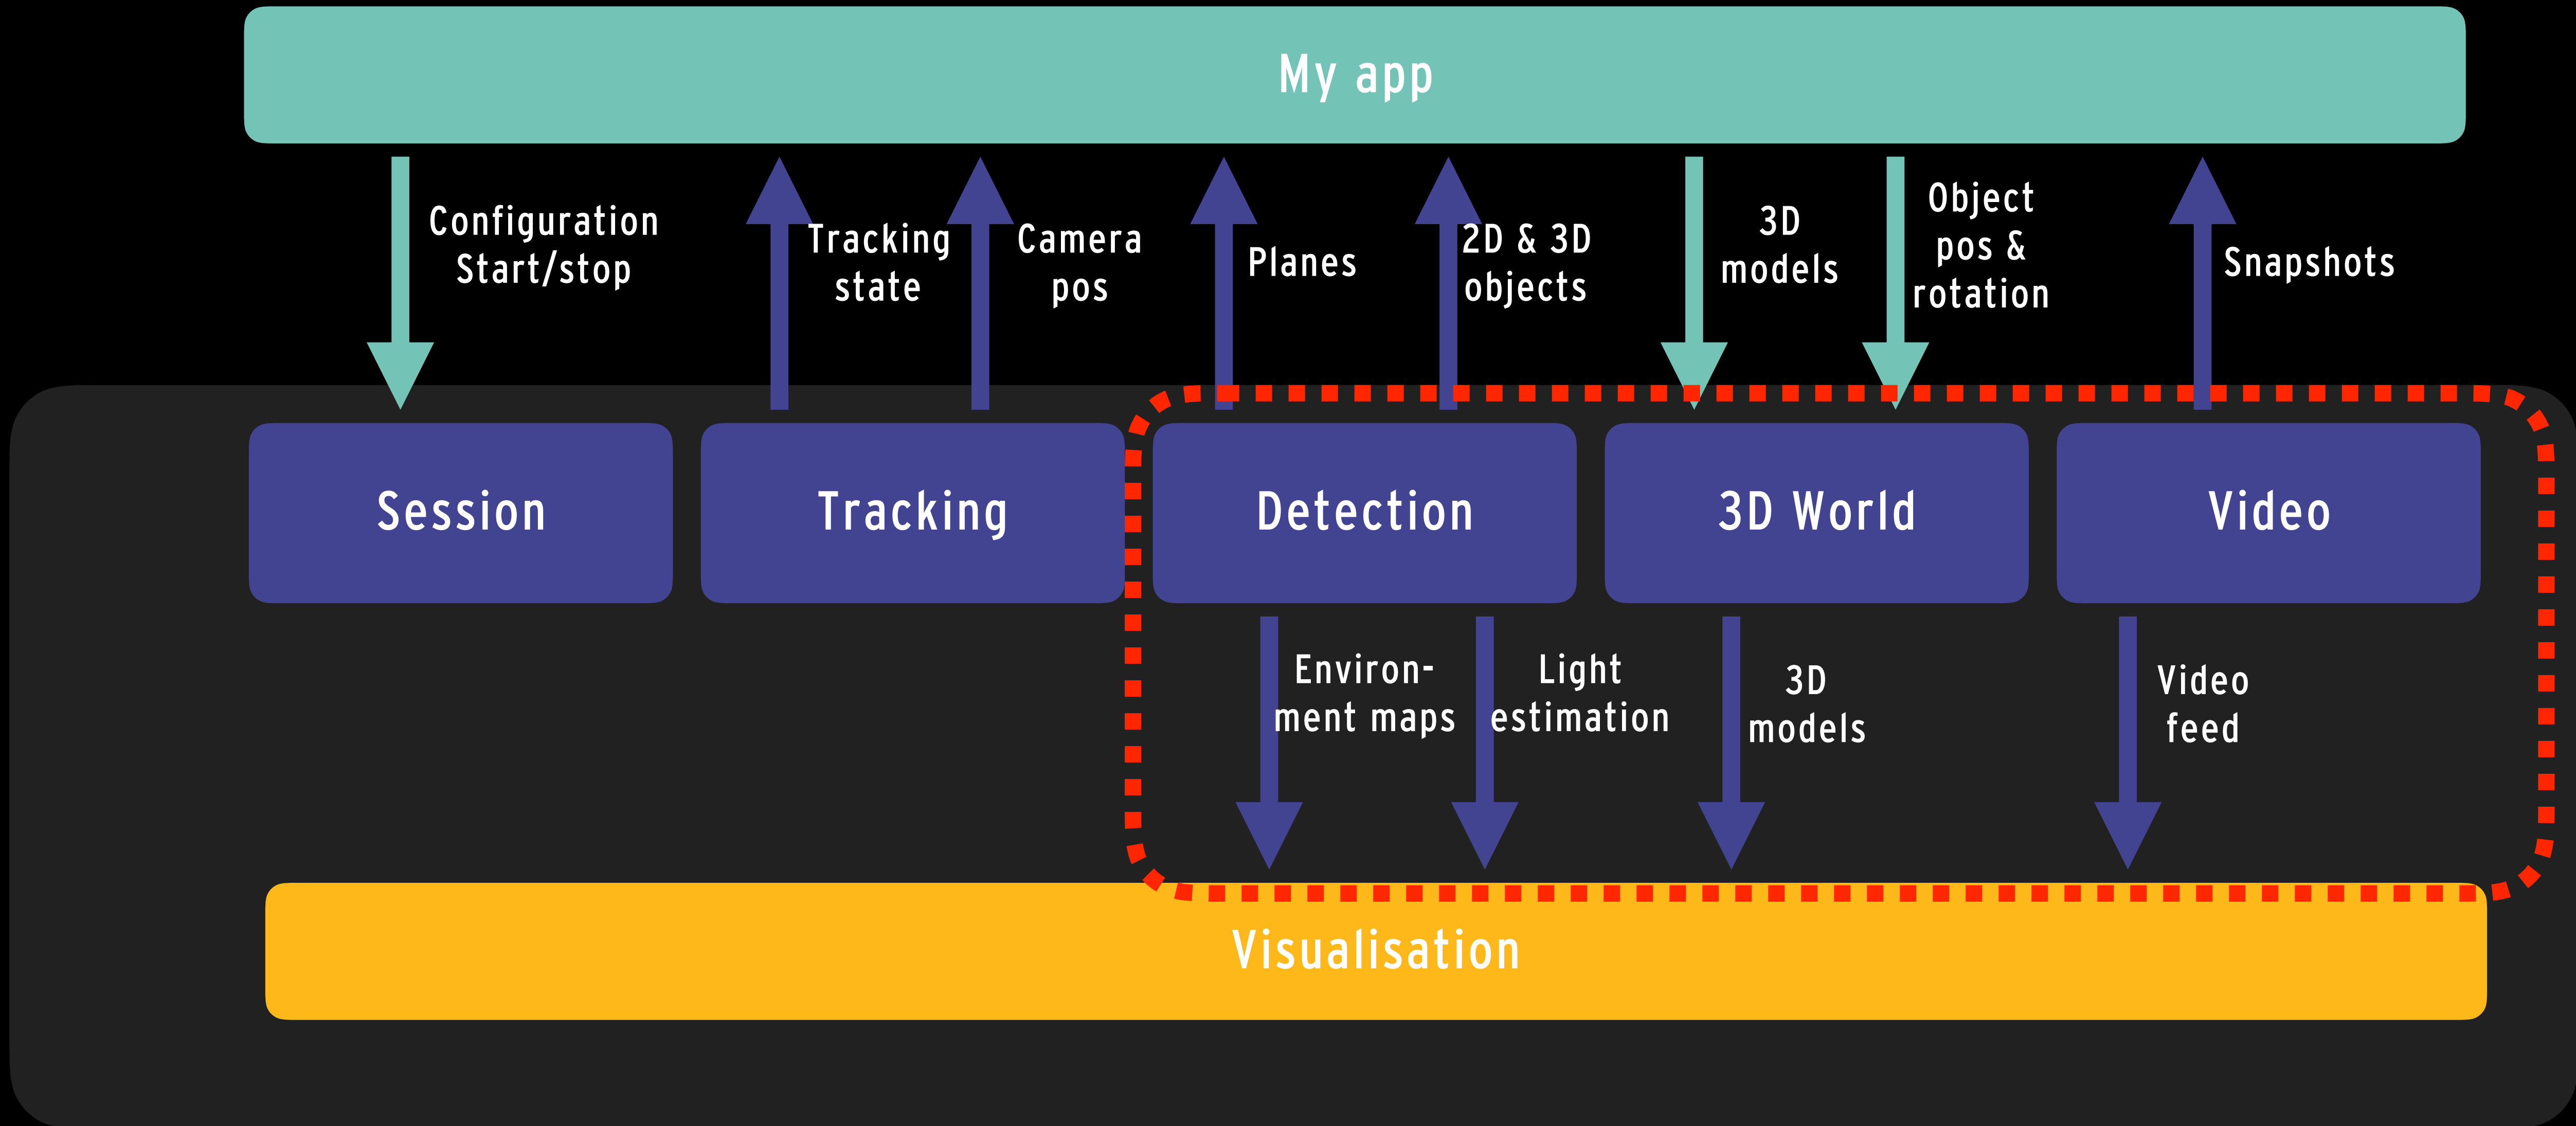 My app
Configuration
Start/stop
Tracking
state
Camera
pos
Planes
2D & 3D
objects
3D
models
Object
pos &
rotation
Snapshots
Session
Tracking
Detection
3D World
Video
Environ-
ment maps
Light
estimation
3D
models
Video
feed
Visualisation